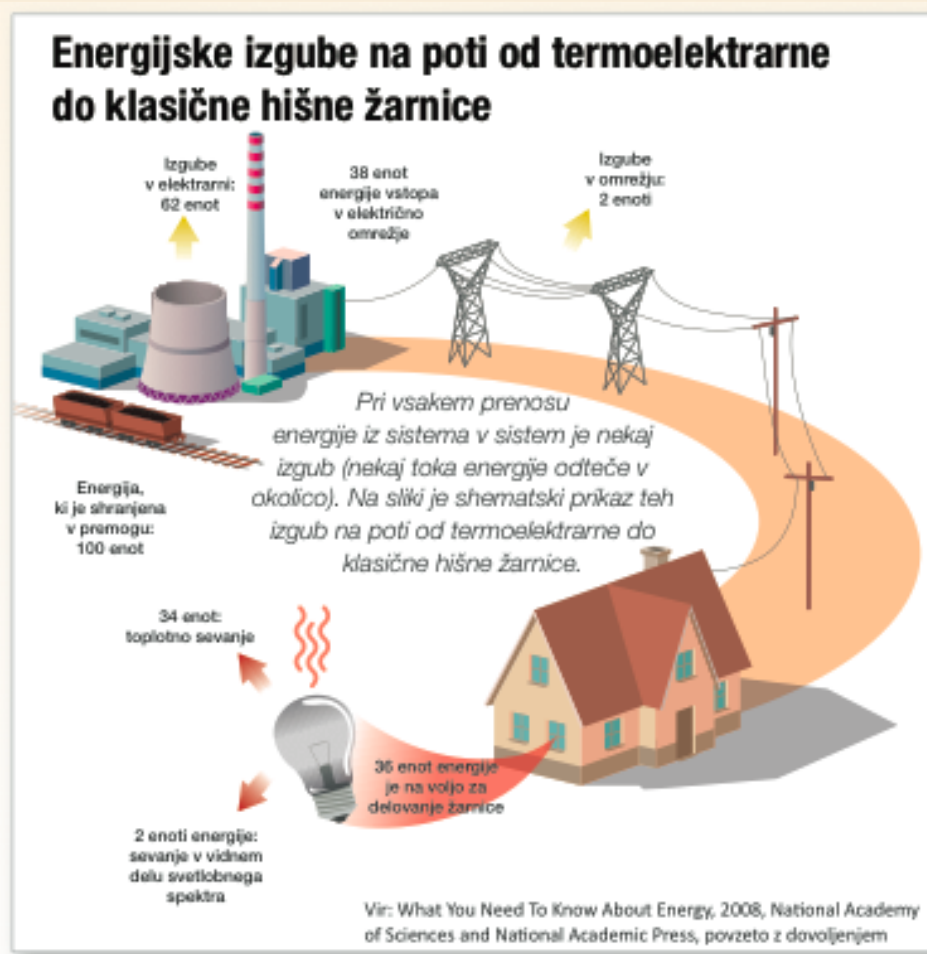 Energijske izgube na poti od termoelektrarne
do klasične hišne žarnice
Izgube
v elektrarni:
62 enot
38 enot
energije vstopa
v električno
omrežje
Izgube
v omrežju:
2 enoti
Pri vsakem prenosu
energije iz sistema v sistem je nekaj
izgub (nekaj toka energije odteče v
okolico). Na sliki je shematski prikaz teh
izgub na poti od termoelektrarne do
klasične hišne žarnice.
Energija,
ki je shranjena
v premogu:
100 enot
34 enot:
toplotno sevanje
36 enot energije
je na voljo za
delovanje žarnice
2 enoti energije:
sevanje v vidnem
delu svetlobnega
spektra
Vir: What You Need To Know About Energy, 2008, National Academy
of Sciences and National Academic Press, povzeto z dovoljenjem